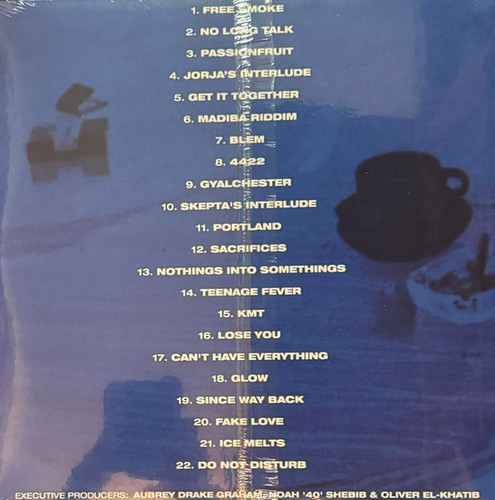 1. FREE SMOKE
2. NO LONG TALK
3. PASSIONFRUIT
4. JORJA'S INTERLUDE
5. GET IT TOGETHER
6. MADIBA RIDDIM
7. BLEM
8. 4422
9. GYALCHESTER
10. SKEPTA'S INTERLUDE
11. PORTLAND
12. SACRIFICES
13. NOTHINGS INTO SOMETHINGS
14. TEENAGE FEVER
15. KMT
16. LOSE YOU
17. CAN'T HAVE EVERYTHING
18. GLOW
19. SINCE WAY BACK
20. FAKE LOVE
21. ICE MELTS
22. DO NOT DISTURB
EXECUTIVE PRODUCERS: AUBREY DRAKE GRAHAM, NOAH '40' SHEBIB & OLIVER EL-KHATIB